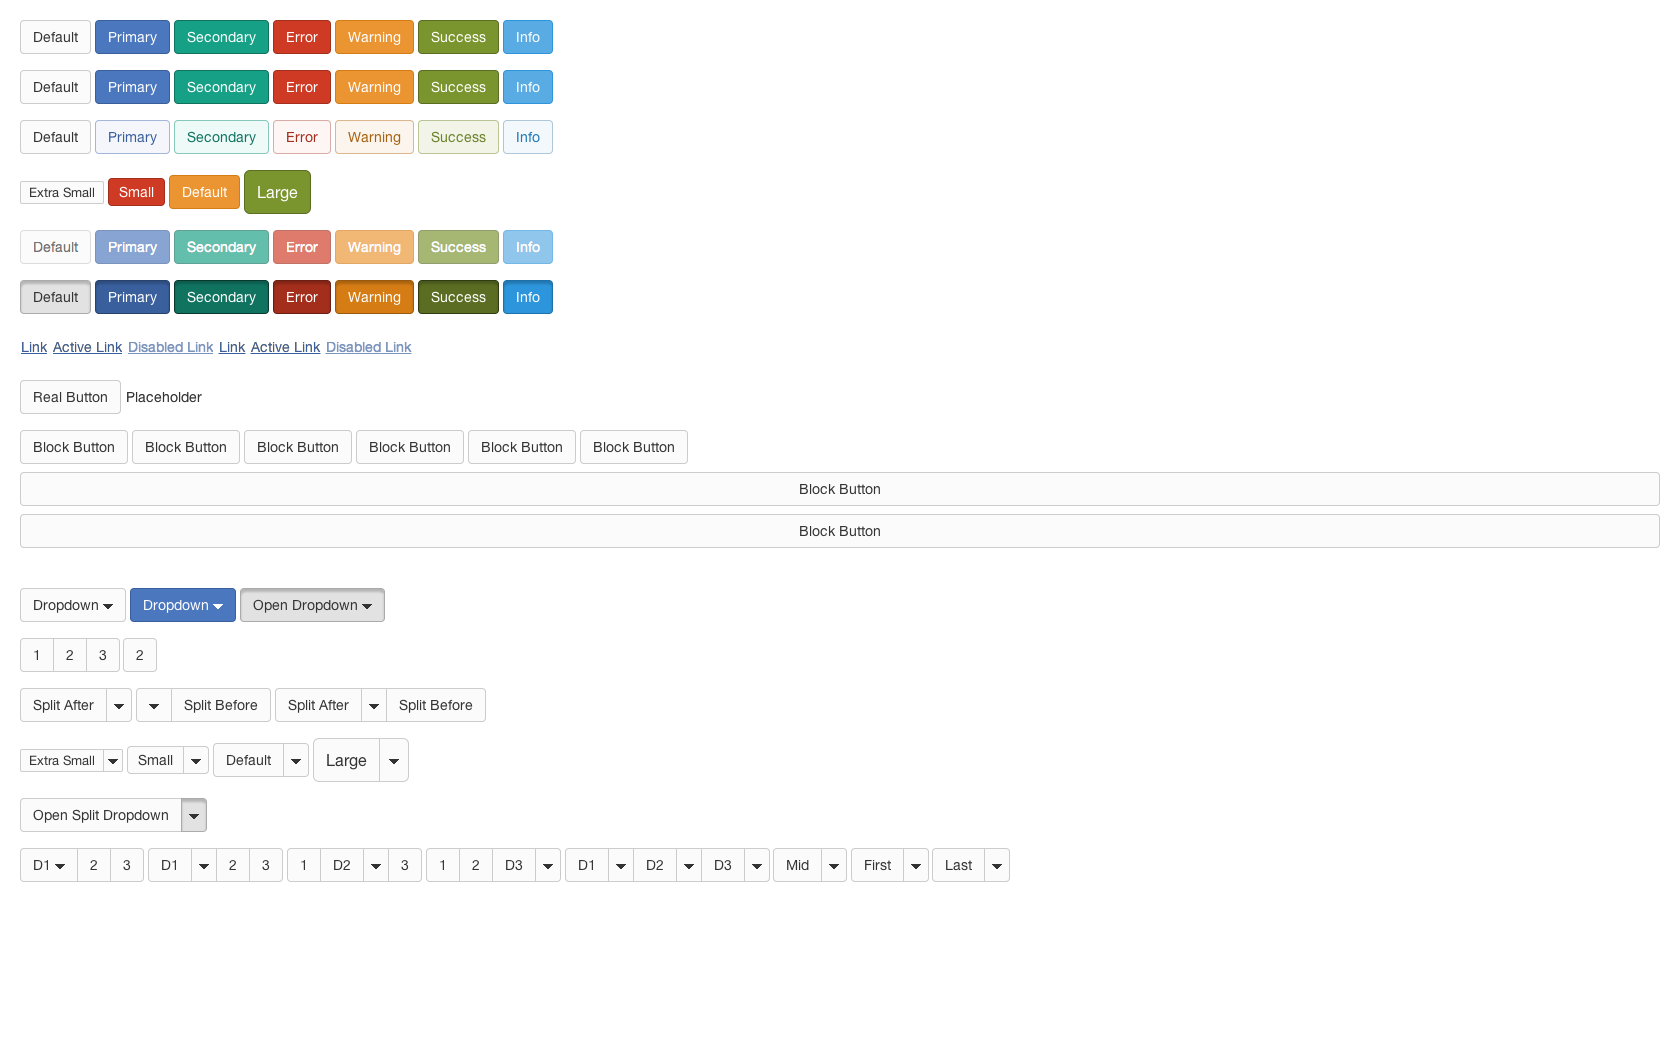 Default Primary Secondary Error Warning Success Info
Default Primary Secondary Error Warning Success Info
Default Primary Secondary Error Warning Success Info
Extra Small Small Default Large
Default Primary Secondary Error Warning Success Info
Default Primary Secondary Error Warning Success Info
Link Active Link Disabled Link Link Active Link Disabled Link
Real Button Placeholder
Block Button Block Button Block Button Block Button Block Button Block Button
Block Button
Block Button
Dropdown Dropdown Open Dropdown
1 2 3 2
Split After Split Before Split After Split Before
Extra Small Small Default Large
Open Split Dropdown
D1 2 3 D1 2 3 1 D2 3 1 2 D3 D1 D2 D3 Mid First Last